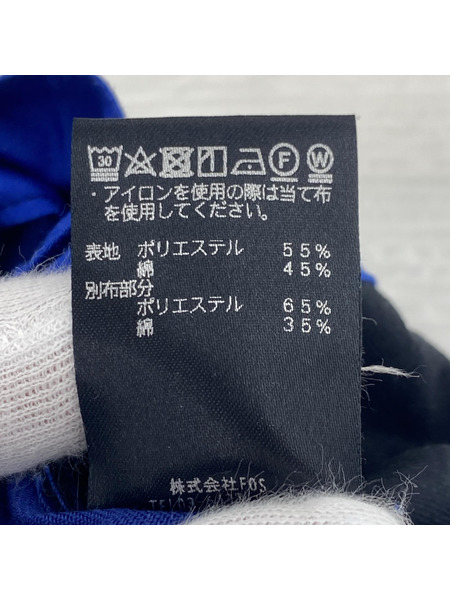 30 F W
・アイロンを使用の際は当て布
を使用してください。
表地 ポリエステル 55%
綿 45%
別布部分
ポリエステル 65%
綿 35%
株式会社FOS